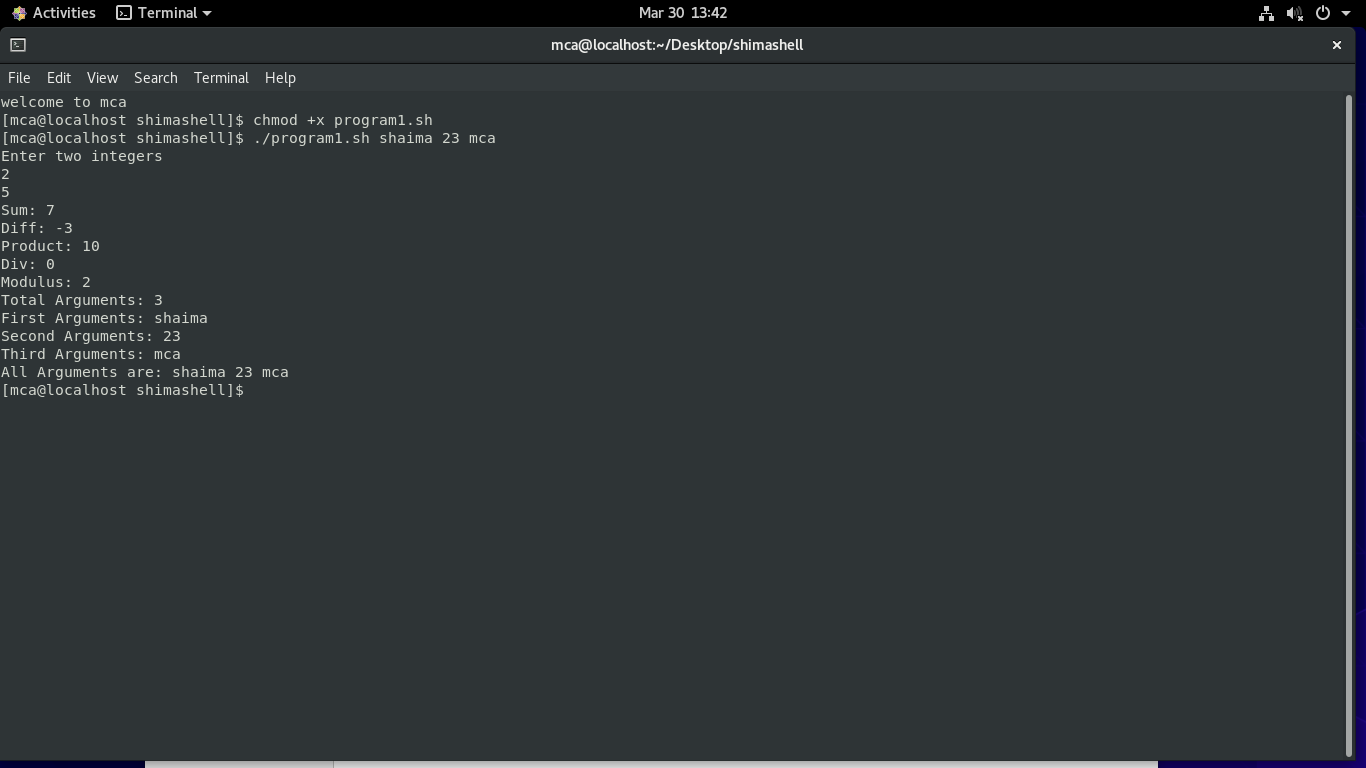 Activities Terminal Mar 30 13:42
mca@localhost:~/Desktop/shimashell
File Edit View Search Terminal Help
welcome to mca
[mca@localhost shimashell]$ chmod +x program1.sh
[mca@localhost shimashell]$ ./program1.sh shaima 23 mca
Enter two integers
2
5
Sum: 7
Diff: -3
Product: 10
Div: 0
Modulus: 2
Total Arguments: 3
First Arguments: shaima
Second Arguments: 23
Third Arguments: mca
All Arguments are: shaima 23 mca
[mca@localhost shimashell]$